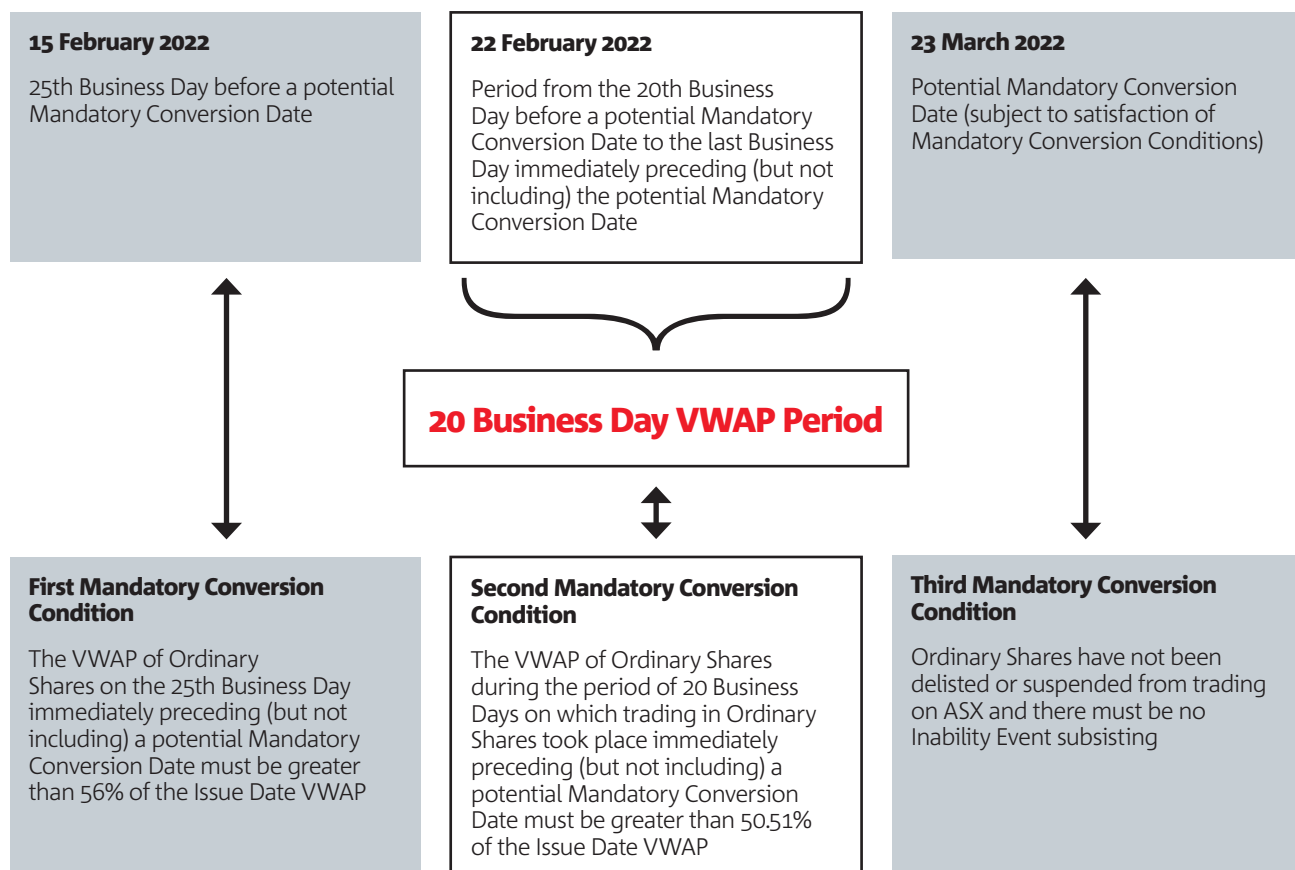 15 February 2022
25th Business Day before a potential
Mandatory Conversion Date
22 February 2022
Period from the 20th Business
Day before a potential Mandatory
Conversion Date to the last Business
Day immediately preceding (but not
including) the potential Mandatory
Conversion Date
23 March 2022
Potential Mandatory Conversion
Date (subject to satisfaction of
Mandatory Conversion Conditions)
20 Business Day VWAP Period
First Mandatory Conversion
Condition
The VWAP of Ordinary
Shares on the 25th Business Day
immediately preceding (but not
including) a potential Mandatory
Conversion Date must be greater
than 56% of the Issue Date VWAP
Second Mandatory Conversion
Condition
The VWAP of Ordinary Shares
during the period of 20 Business
Days on which trading in Ordinary
Shares took place immediately
preceding (but not including) a
potential Mandatory Conversion
Date must be greater than 50.51%
of the Issue Date VWAP
Third Mandatory Conversion
Condition
Ordinary Shares have not been
delisted or suspended from trading
on ASX and there must be no
Inability Event subsisting